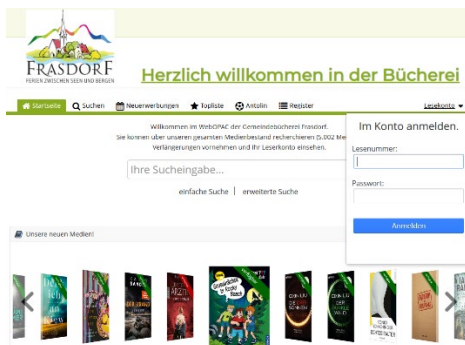 FRASDORF
FERIEN ZWISCHEN SEEN UND BERGEN
Herzlich willkommen in der Bücherei
Startseite Suchen Neuerwerbungen Topliste Antolin Register Lesekonto
Willkommen im WebOPAC der Gemeindebücherei Frasdorf.
Sie können über unseren gesamten Medienbestand recherchieren (5.002 Me
Verlängerungen vornehmen und Ihr Leserkonto einsehen.
Ihre Sucheingabe...
einfache Suche | erweiterte Suche
Im Konto anmelden.
Lesenummer:
Passwort:
Anmelden
Unsere neuen Medien!